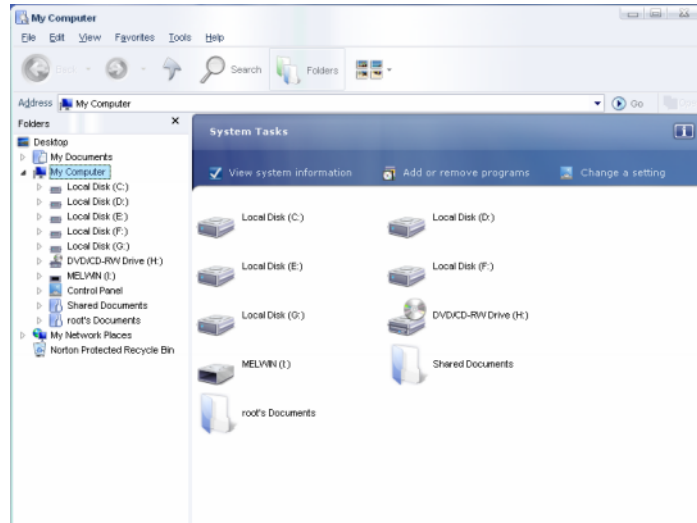 My Computer
File Edit View Favorites Tools Help
Back Search Folders
Address My Computer Go
Folders x
Desktop
My Documents
My Computer
Local Disk (C:)
Local Disk (D:)
Local Disk (E:)
Local Disk (F:)
Local Disk (G:)
DVD/CD-RW Drive (H:)
MELWIN (I:)
Control Panel
Shared Documents
root's Documents
My Network Places
Norton Protected Recycle Bin
System Tasks
View system information Add or remove programs Change a setting
Local Disk (C:) Local Disk (D:)
Local Disk (E:) Local Disk (F:)
Local Disk (G:) DVD/CD-RW Drive (H:)
MELWIN (I:) Shared Documents
root's Documents